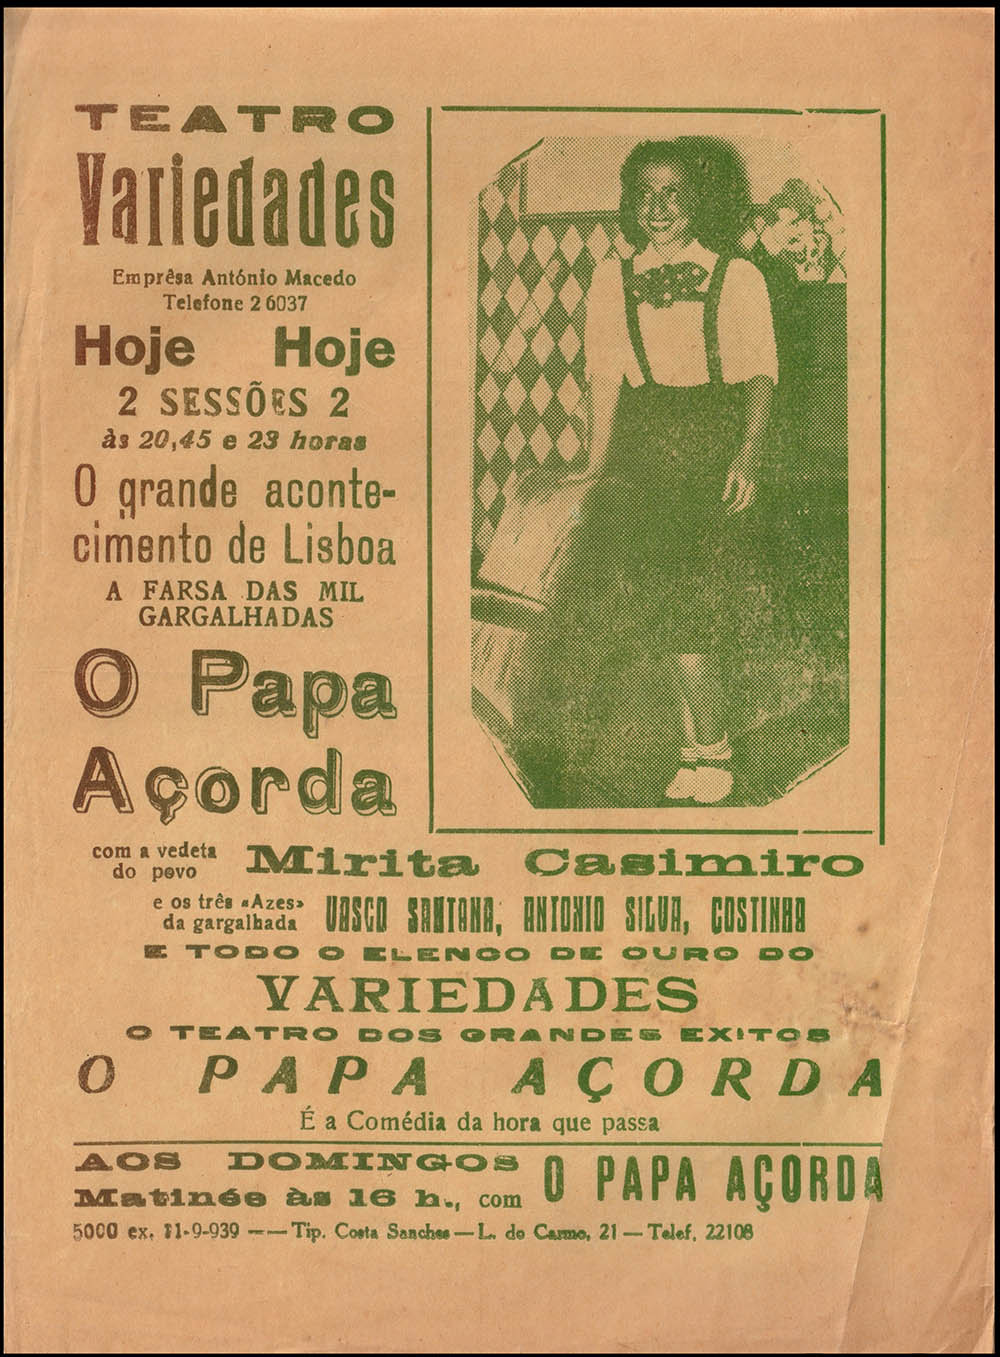 TEATRO
Variedades
Emprêsa António Macedo
Telefone 2 6037
Hoje Hoje
2 SESSÕES 2
às 20,45 e 23 horas
O grande aconte-
cimento de Lisboa
A FARSA DAS MIL
GARGALHADAS
O Papa
Açorda
com a vedeta
do povo
Mirita Casimiro
e os três «Azes»
da gargalhada
VASCO SANTANA, ANTONIO SILVA, COSTINHA
E TODO O ELENCO DE OURO DO
VARIEDADES
O TEATRO DOS GRANDES EXITOS
O PAPA AÇORDA
É a Comédia da hora que passa
AOS DOMINGOS
Matinée às 16 h., com
O PAPA AÇORDA
5000 ex. 11-9-939 —— Tip. Costa Sanches — L. do Carmo, 21 — Telef, 22108